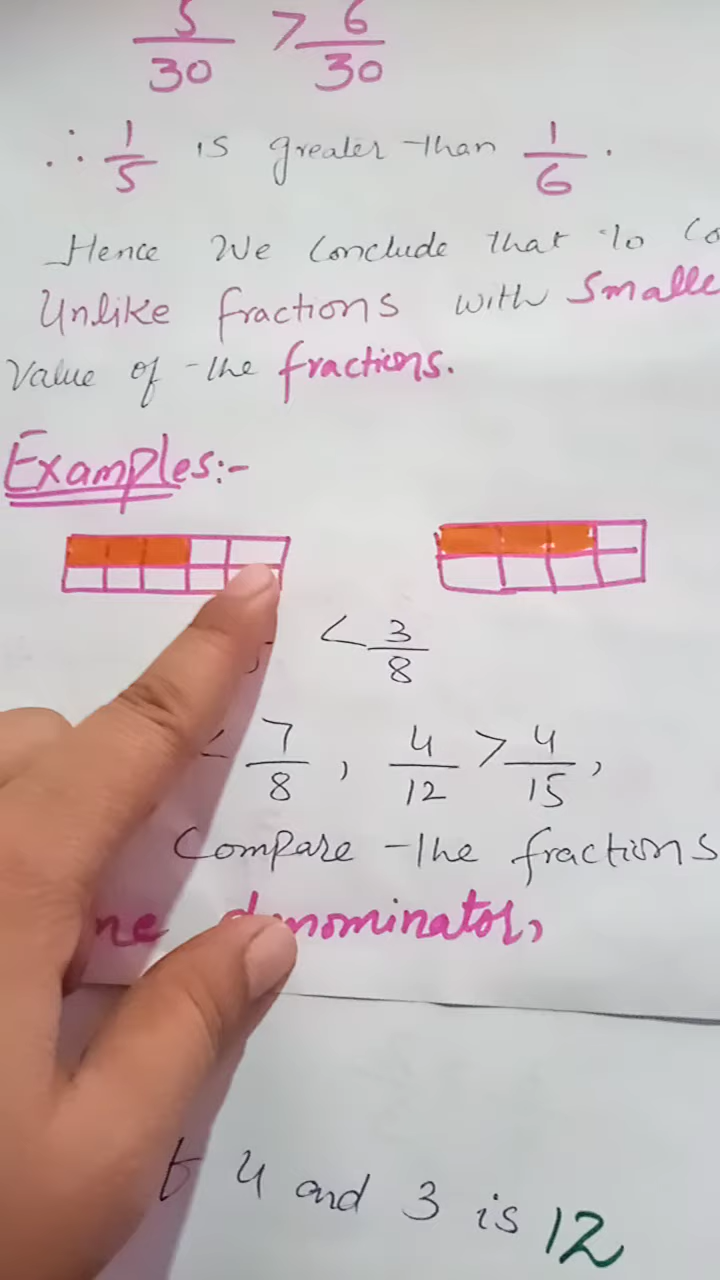 5/30 > 6/30
∴ 1/5 is greater than 1/6.
Hence We Conclude that to
Unlike fractions with Smalle
Value of the fractions.
Examples:-
< 3/8
< 7/8, 4/12 > 4/15,
Compare the fractions
denominator,
4 and 3 is 12